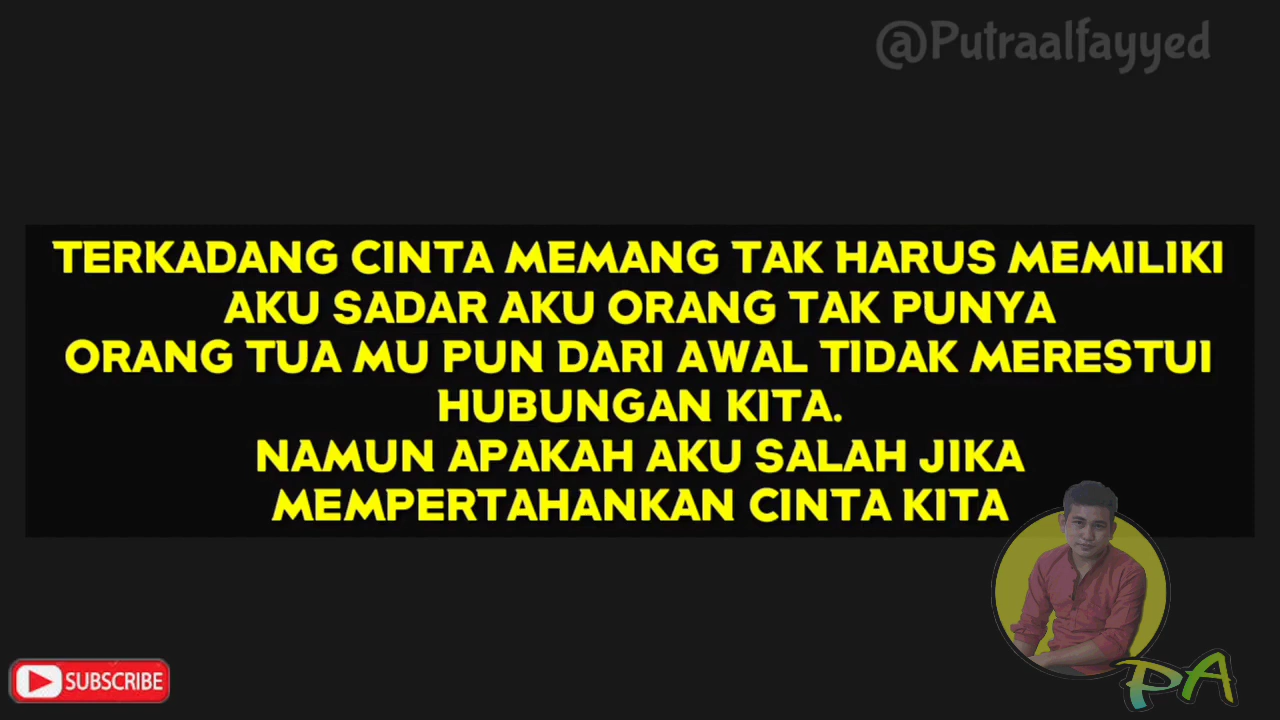 @Putraalfayyed
TERKADANG CINTA MEMANG TAK HARUS MEMILIKI
AKU SADAR AKU ORANG TAK PUNYA
ORANG TUA MU PUN DARI AWAL TIDAK MERESTUI
HUBUNGAN KITA.
NAMUN APAKAH AKU SALAH JIKA
MEMPERTAHANKAN CINTA KITA
SUBSCRIBE
PA